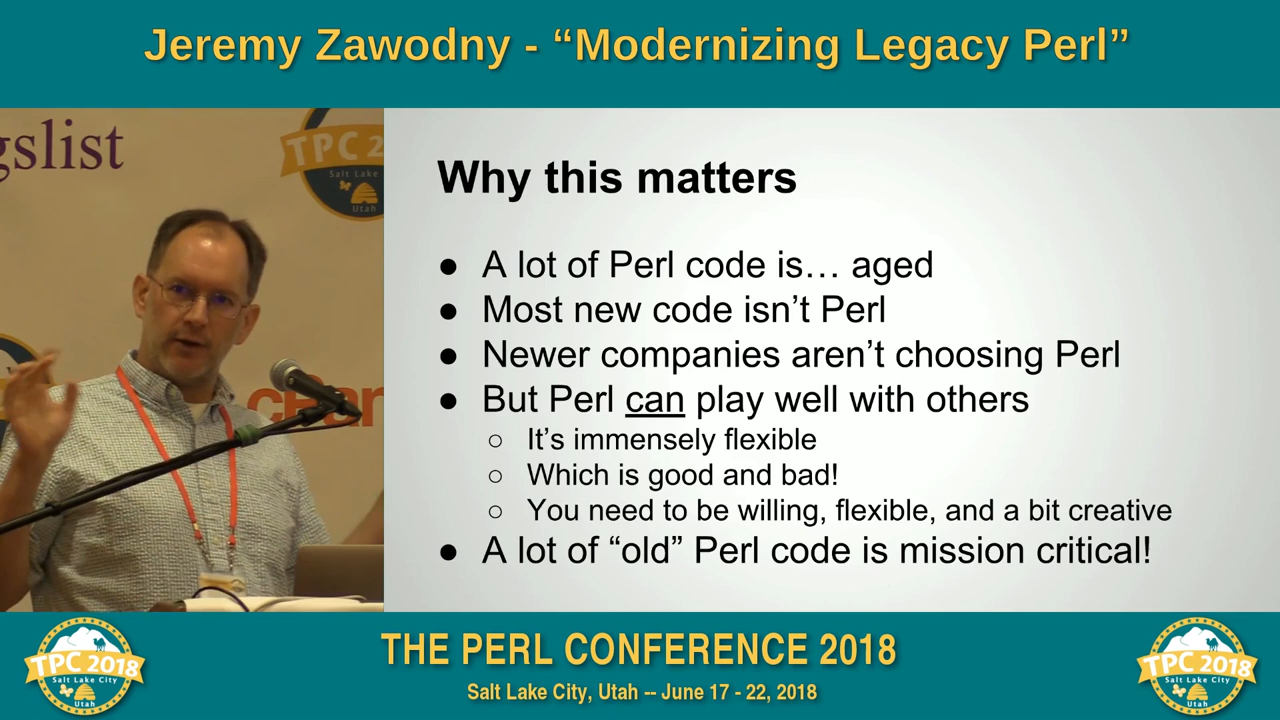 Jeremy Zawodny - “Modernizing Legacy Perl”
gslist
TPC 2
Salt Lake
Utah
Why this matters
● A lot of Perl code is… aged
● Most new code isn’t Perl
● Newer companies aren’t choosing Perl
● But Perl can play well with others
○ It’s immensely flexible
○ Which is good and bad!
○ You need to be willing, flexible, and a bit creative
● A lot of “old” Perl code is mission critical!
TPC 2018
Salt Lake City
Utah
THE PERL CONFERENCE 2018
Salt Lake City, Utah -- June 17 - 22, 2018
TPC 2018
Salt Lake City
Utah